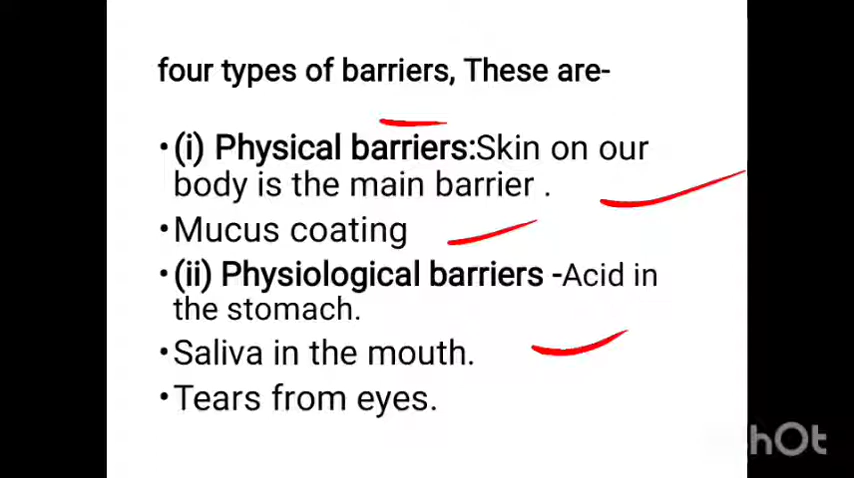 four types of barriers, These are-
•(i) Physical barriers:Skin on our
body is the main barrier .
•Mucus coating
•(ii) Physiological barriers -Acid in
the stomach.
•Saliva in the mouth.
•Tears from eyes.
hOt